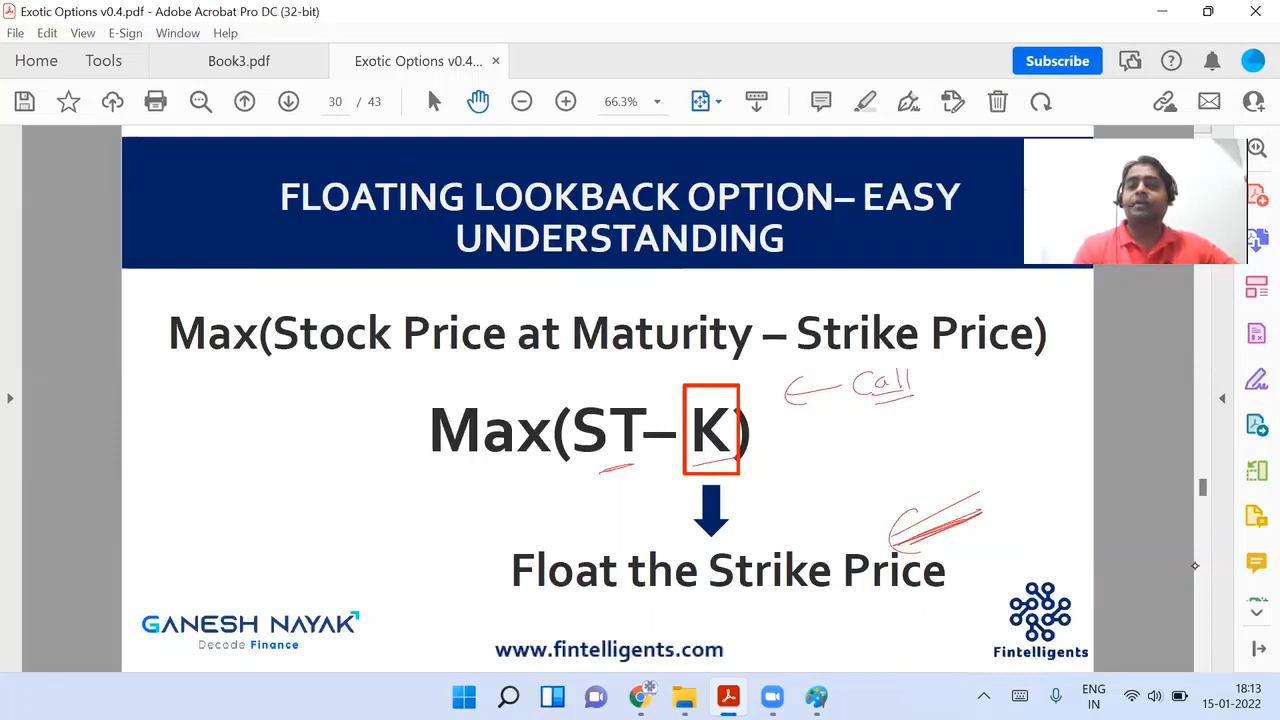 Exotic Options v0.4.pdf - Adobe Acrobat Pro DC (32-bit)
File Edit View E-Sign Window Help
Home Tools Book3.pdf Exotic Options v0.4... × Subscribe
30 / 43 66.3%
FLOATING LOOKBACK OPTION– EASY
UNDERSTANDING
Max(Stock Price at Maturity – Strike Price)
Call
Max(ST– K)
Float the Strike Price
GANESH NAYAK
Decode Finance
www.fintelligents.com
Fintelligents
ENG
IN
18:13
15-01-2022